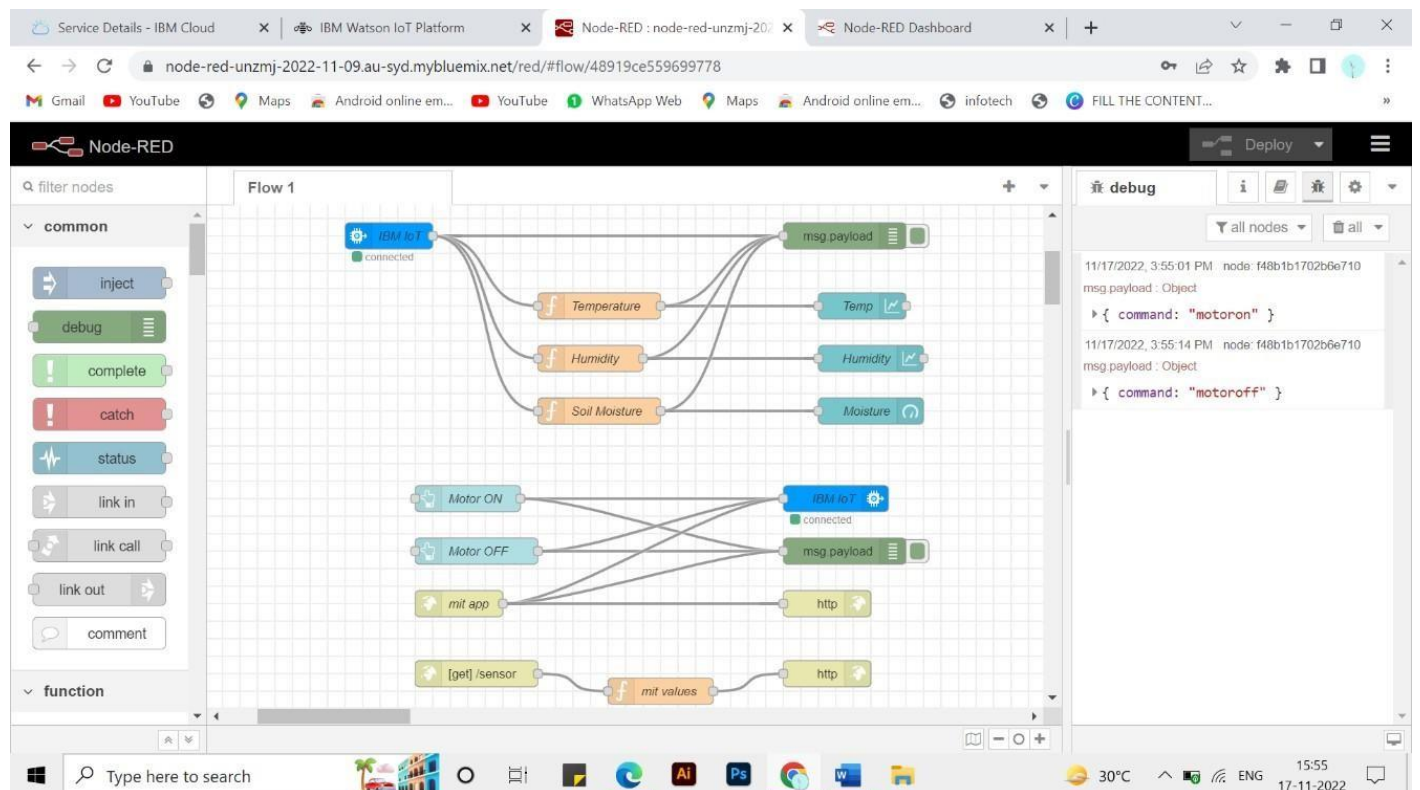 Service Details - IBM Cloud
IBM Watson IoT Platform
Node-RED : node-red-unzmj-202
Node-RED Dashboard
node-red-unzmj-2022-11-09.au-syd.mybluemix.net/red/#flow/48919ce559699778
Gmail YouTube Maps Android online em... YouTube WhatsApp Web Maps Android online em... infotech FILL THE CONTENT... »
Node-RED
Deploy
filter nodes
Flow 1
debug
common
all nodes
all
inject
debug
complete
catch
status
link in
link call
link out
comment
function
IBM IoT
connected
msg.payload
Temperature
Temp
Humidity
Humidity
Soil Moisture
Moisture
Motor ON
IBM IoT
connected
Motor OFF
msg.payload
mit app
http
[get] /sensor
mit values
http
11/17/2022, 3:55:01 PM node: f48b1b1702b6e710
msg.payload : Object
{ command: "motoron" }
11/17/2022, 3:55:14 PM node: f48b1b1702b6e710
msg.payload : Object
{ command: "motoroff" }
Type here to search
Ai
Ps
30°C
ENG
15:55
17-11-2022